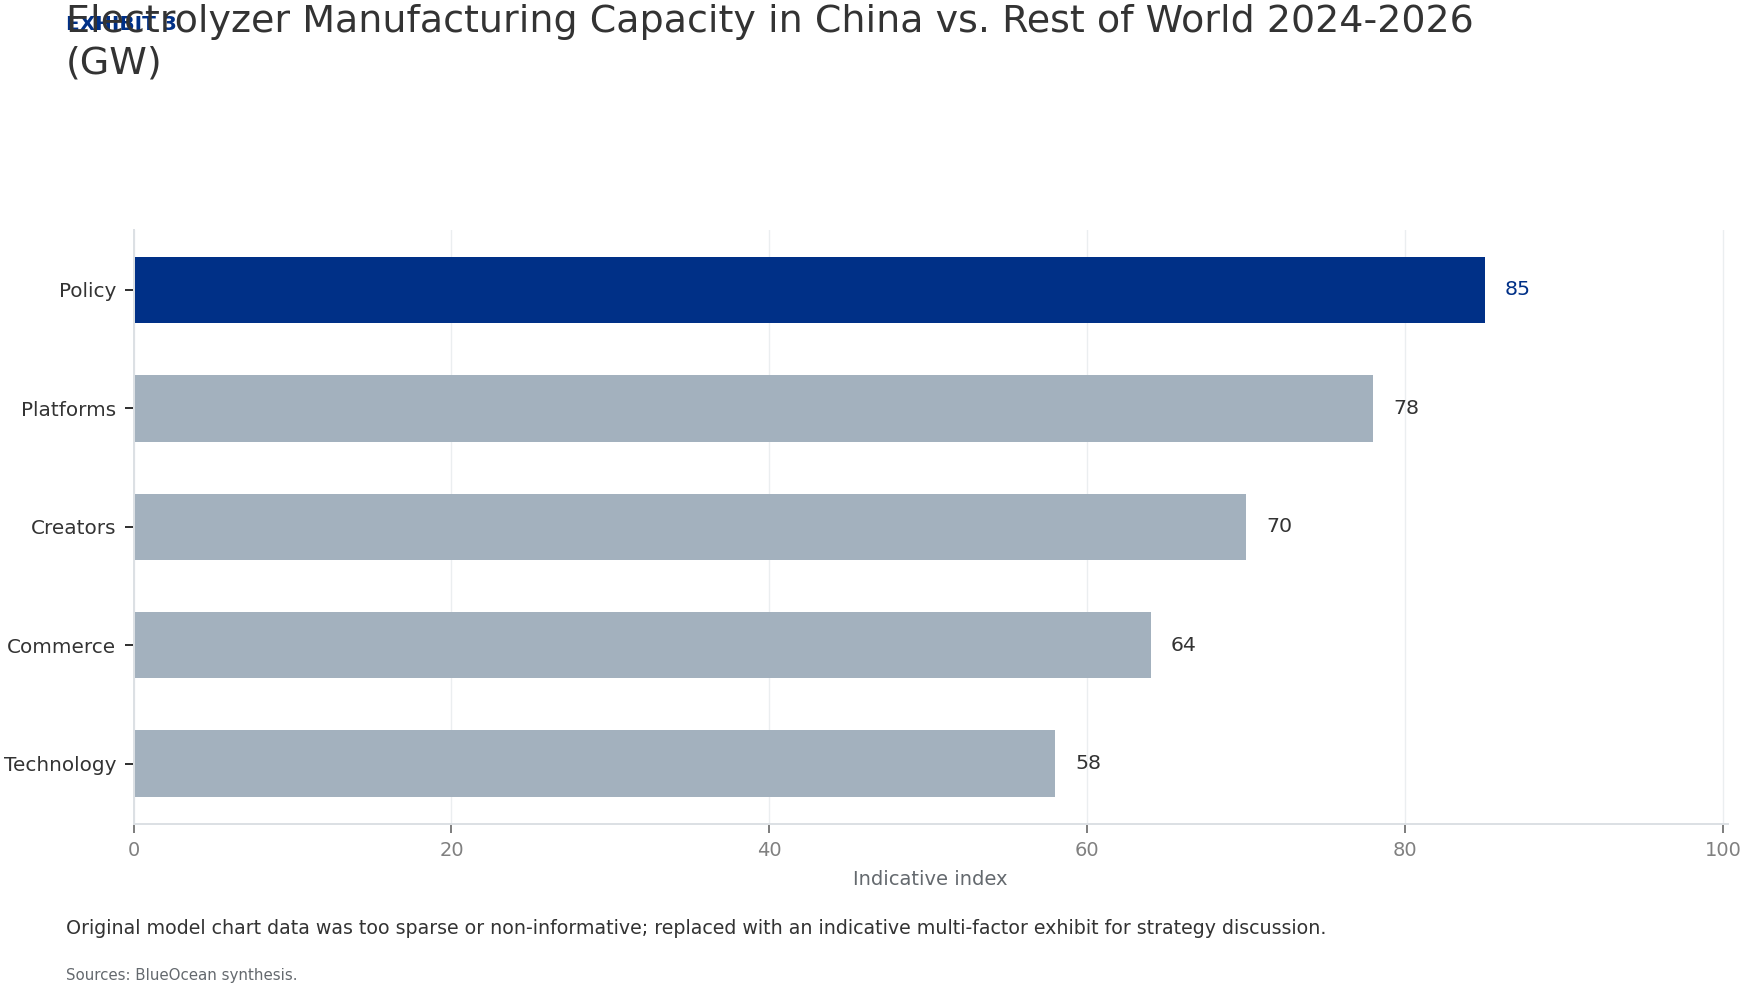 EXHIBIT 3
Electrolyzer Manufacturing Capacity in China vs. Rest of World 2024-2026
(GW)
Policy
85
Platforms
78
Creators
70
Commerce
64
Technology
58
0 20 40 60 80 100
Indicative index
Original model chart data was too sparse or non-informative; replaced with an indicative multi-factor exhibit for strategy discussion.
Sources: BlueOcean synthesis.